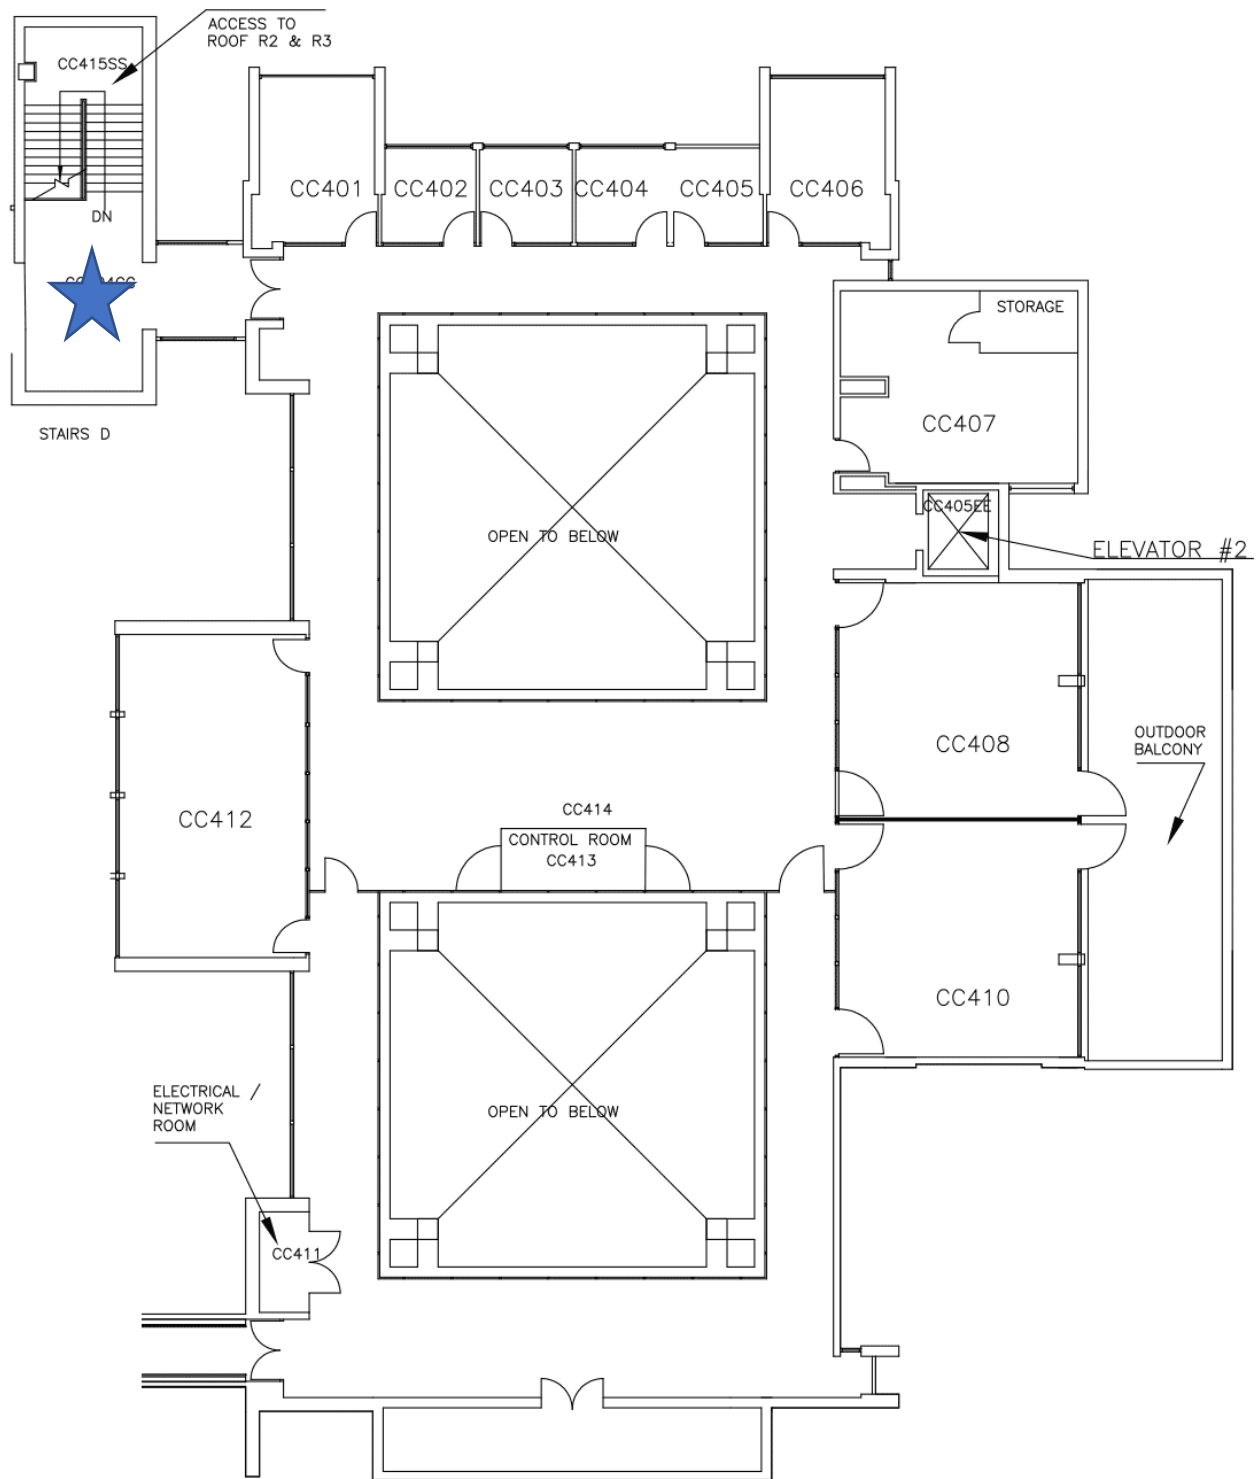 ACCESS TO
ROOF R2 & R3
CC415SS
CC401
CC402
CC403
CC404
CC405
CC406
DN
STORAGE
CC407
STAIRS D
CC405EE
OPEN TO BELOW
ELEVATOR #2
CC408
OUTDOOR
BALCONY
CC412
CC414
CONTROL ROOM
CC413
CC410
ELECTRICAL /
NETWORK
ROOM
OPEN TO BELOW
CC411